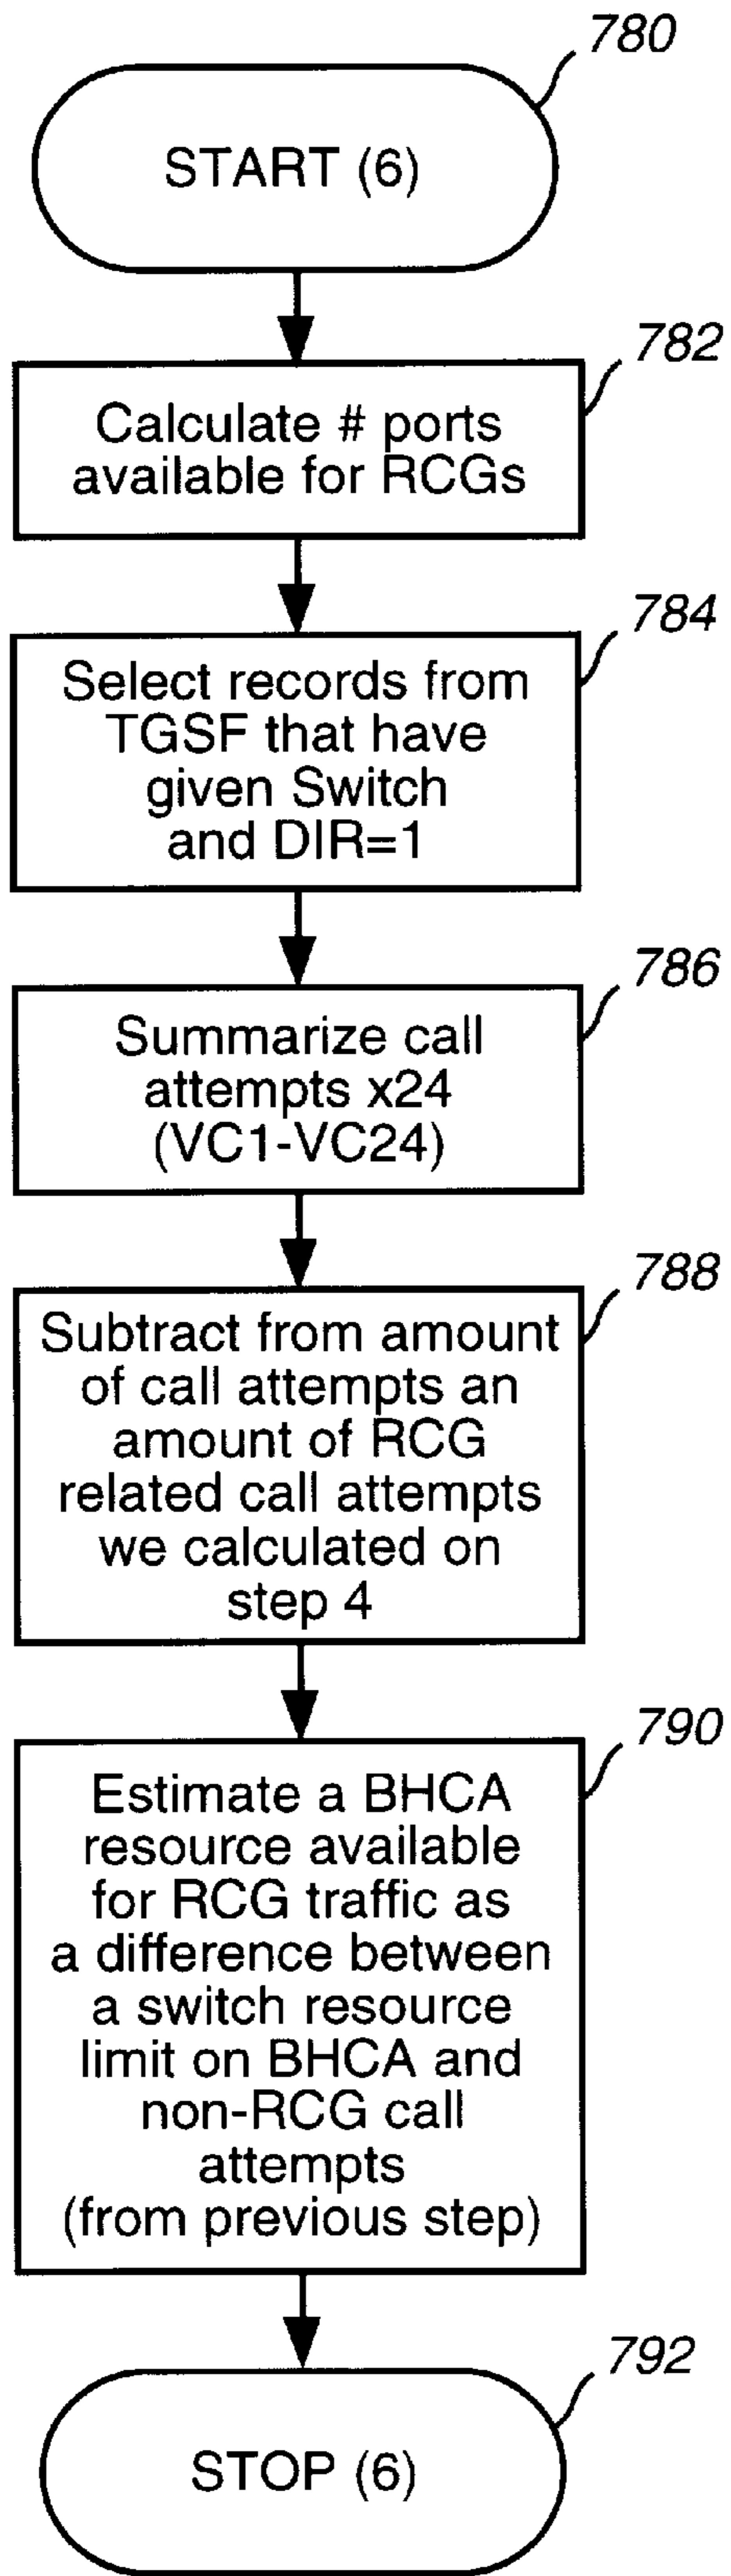 780
START (6)
782
Calculate # ports
available for RCGs
784
Select records from
TGSF that have
given Switch
and DIR=1
786
Summarize call
attempts x24
(VC1-VC24)
788
Subtract from amount
of call attempts an
amount of RCG
related call attempts
we calculated on
step 4
790
Estimate a BHCA
resource available
for RCG traffic as
a difference between
a switch resource
limit on BHCA and
non-RCG call
attempts
(from previous step)
792
STOP (6)